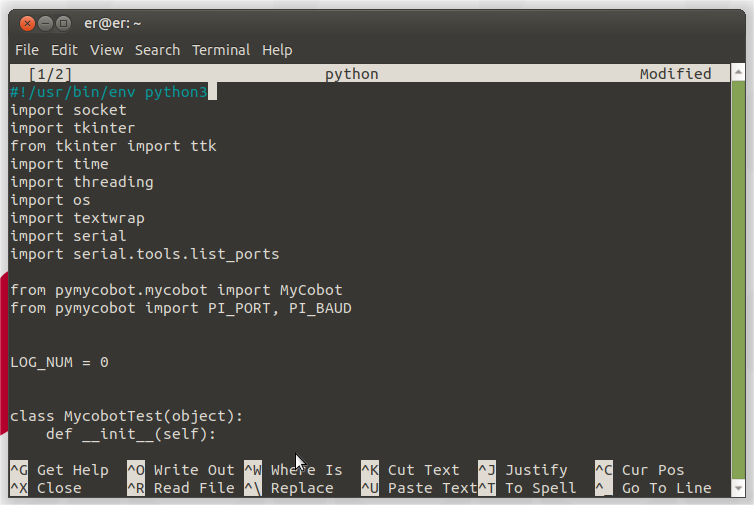 er@er: ~
File Edit View Search Terminal Help
[1/2] python Modified
#!/usr/bin/env python3
import socket
import tkinter
from tkinter import ttk
import time
import threading
import os
import textwrap
import serial
import serial.tools.list_ports
from pymycobot.mycobot import MyCobot
from pymycobot import PI_PORT, PI_BAUD
LOG_NUM = 0
class MycobotTest(object):
    def __init__(self):
^G Get Help ^O Write Out ^W Where Is ^K Cut Text ^J Justify ^C Cur Pos
^X Close ^R Read File ^\ Replace ^U Paste Text ^T To Spell ^_ Go To Line